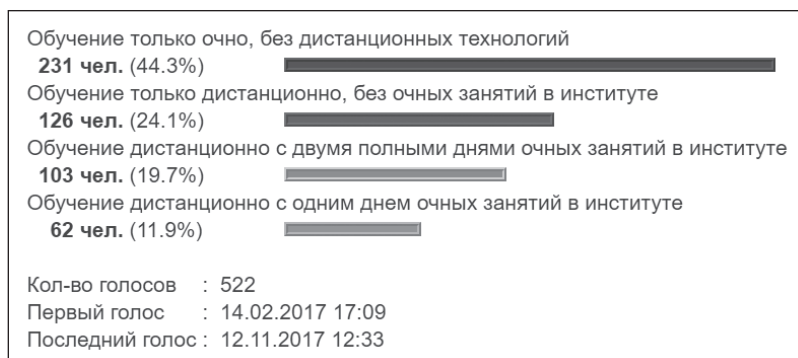 Обучение только очно, без дистанционных технологий
231 чел. (44.3%)
Обучение только дистанционно, без очных занятий в институте
126 чел. (24.1%)
Обучение дистанционно с двумя полными днями очных занятий в институте
103 чел. (19.7%)
Обучение дистанционно с одним днем очных занятий в институте
62 чел. (11.9%)
Кол-во голосов : 522
Первый голос : 14.02.2017 17:09
Последний голос : 12.11.2017 12:33